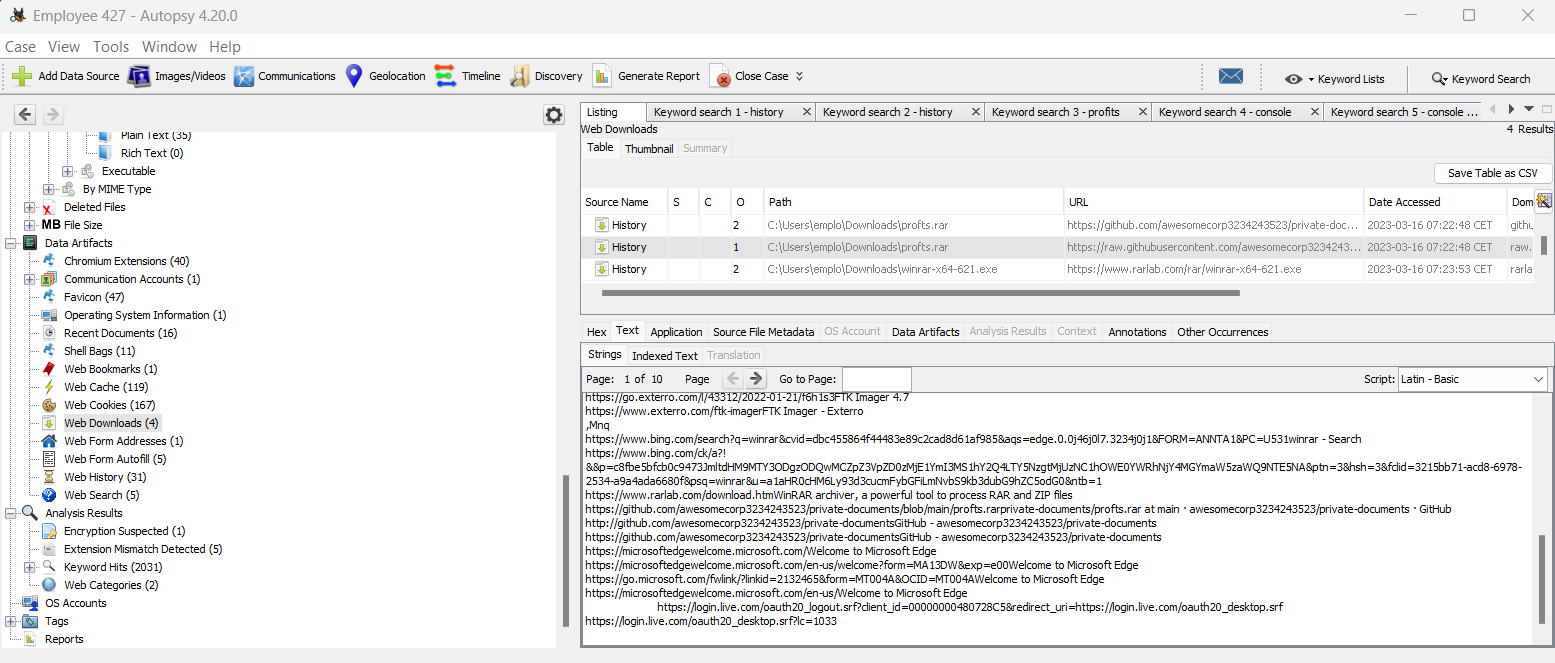 Employee 427 - Autopsy 4.20.0
Case View Tools Window Help
Add Data Source Images/Videos Communications Geolocation Timeline Discovery Generate Report Close Case Keyword Lists Keyword Search
Plain Text (35)
Rich Text (0)
Executable
By MIME Type
Deleted Files
MB File Size
Data Artifacts
Chromium Extensions (40)
Communication Accounts (1)
Favicon (47)
Operating System Information (1)
Recent Documents (16)
Shell Bags (11)
Web Bookmarks (1)
Web Cache (119)
Web Cookies (167)
Web Downloads (4)
Web Form Addresses (1)
Web Form Autofill (5)
Web History (31)
Web Search (5)
Analysis Results
Encryption Suspected (1)
Extension Mismatch Detected (5)
Keyword Hits (2031)
Web Categories (2)
OS Accounts
Tags
Reports
Listing Keyword search 1 - history Keyword search 2 - history Keyword search 3 - profits Keyword search 4 - console Keyword search 5 - console ...
Web Downloads 4 Results
Table Thumbnail Summary
Save Table as CSV
Source Name S C O Path URL Date Accessed Dom
History 2 C:\Users\emplo\Downloads\profts.rar https://github.com/awesomecorp3234243523/private-doc... 2023-03-16 07:22:48 CET githu
History 1 C:\Users\emplo\Downloads\profts.rar https://raw.githubusercontent.com/awesomecorp3234243... 2023-03-16 07:22:48 CET raw.
History 2 C:\Users\emplo\Downloads\winrar-x64-621.exe https://www.rarlab.com/rar/winrar-x64-621.exe 2023-03-16 07:23:53 CET rarla
Hex Text Application Source File Metadata OS Account Data Artifacts Analysis Results Context Annotations Other Occurrences
Strings Indexed Text Translation
Page: 1 of 10 Page Go to Page: Script: Latin - Basic
https://go.exterro.com/l/43312/2022-01-21/f6h1s3FTK Imager 4.7
https://www.exterro.com/ftk-imagerFTK Imager - Exterro
,Mnq
https://www.bing.com/search?q=winrar&cvid=dbc455864f44483e89c2cad8d61af985&aqs=edge.0.0j46j0l7.3234j0j1&FORM=ANNTA1&PC=U531winrar - Search
https://www.bing.com/ck/a?!
&&p=c8fbe5bfcb0c9473JmltdHM9MTY3ODgzODQwMCZpZ3VpZD0zMjE1YmI3MS1hY2Q4LTY5NzgtMjUzNC1hOWE0YWRhNjY4MGYmaW5zaWQ9NTE5NA&ptn=3&hsh=3&fclid=3215bb71-acd8-6978-
2534-a9a4ada6680f&psq=winrar&u=a1aHR0cHM6Ly93d3cucmFybGFiLmNvbS9kb3dubG9hZC5odG0&ntb=1
https://www.rarlab.com/download.htmWinRAR archiver, a powerful tool to process RAR and ZIP files
https://github.com/awesomecorp3234243523/private-documents/blob/main/profts.rarprivate-documents/profts.rar at main · awesomecorp3234243523/private-documents · GitHub
http://github.com/awesomecorp3234243523/private-documentsGitHub - awesomecorp3234243523/private-documents
https://github.com/awesomecorp3234243523/private-documentsGitHub - awesomecorp3234243523/private-documents
https://microsoftedgewelcome.microsoft.com/Welcome to Microsoft Edge
https://microsoftedgewelcome.microsoft.com/en-us/welcome?form=MA13DW&exp=e00Welcome to Microsoft Edge
https://go.microsoft.com/fwlink/?linkid=2132465&form=MT004A&OCID=MT004AWelcome to Microsoft Edge
https://microsoftedgewelcome.microsoft.com/en-us/Welcome to Microsoft Edge
https://login.live.com/oauth20_logout.srf?client_id=00000000480728C5&redirect_uri=https://login.live.com/oauth20_desktop.srf
https://login.live.com/oauth20_desktop.srf?lc=1033